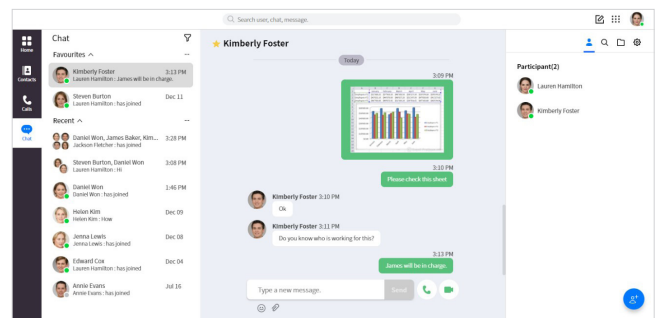 Search user, chat, message.
Home
Contacts
Calls
Chat
Chat
Favourites
Kimberly Foster 3:13 PM
Lauren Hamilton : James will be in charge.
Steven Burton Dec 11
Lauren Hamilton : has joined
Recent
Daniel Won, James Baker, Kim... 3:28 PM
Jackson Fletcher : has joined
Steven Burton, Daniel Won 3:08 PM
Lauren Hamilton : Hi
Daniel Won 1:46 PM
Daniel Won : has joined
Helen Kim Dec 09
Helen Kim : How
Jenna Lewis Dec 08
Jenna Lewis : has joined
Edward Cox Dec 04
Lauren Hamilton : has joined
Annie Evans Jul 16
Annie Evans : has joined
Kimberly Foster
Today
3:09 PM
3:10 PM
Please check this sheet
Kimberly Foster 3:10 PM
Ok
Kimberly Foster 3:11 PM
Do you know who is working for this?
3:13 PM
James will be in charge.
Type a new message.
Send
Participant(2)
Lauren Hamilton
Kimberly Foster